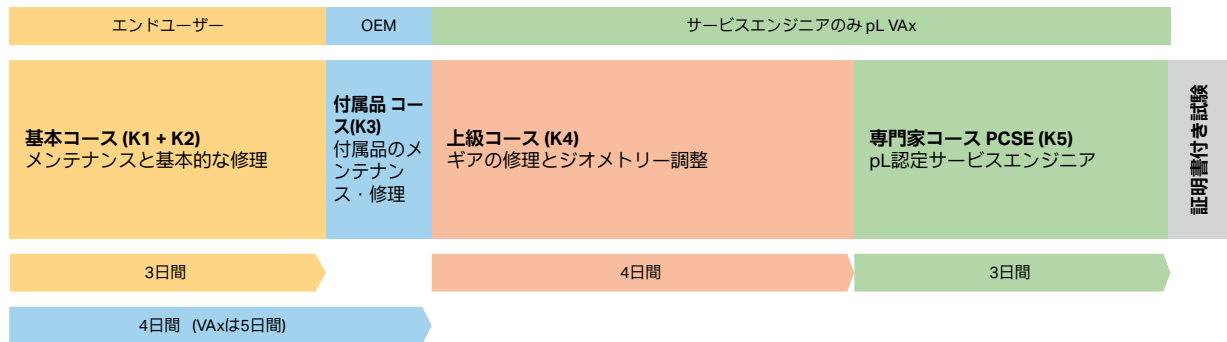 エンドユーザー
OEM
サービスエンジニアのみ pL VAx
基本コース (K1 + K2)
メンテナンスと基本的な修理
付属品 コー
ス(K3)
付属品のメ
ンテナン
ス・修理
上級コース (K4)
ギアの修理とジオメトリー調整
専門家コース PCSE (K5)
pL認定サービスエンジニア
証明書付き試験
3日間
4日間
3日間
4日間 (VAxは5日間)